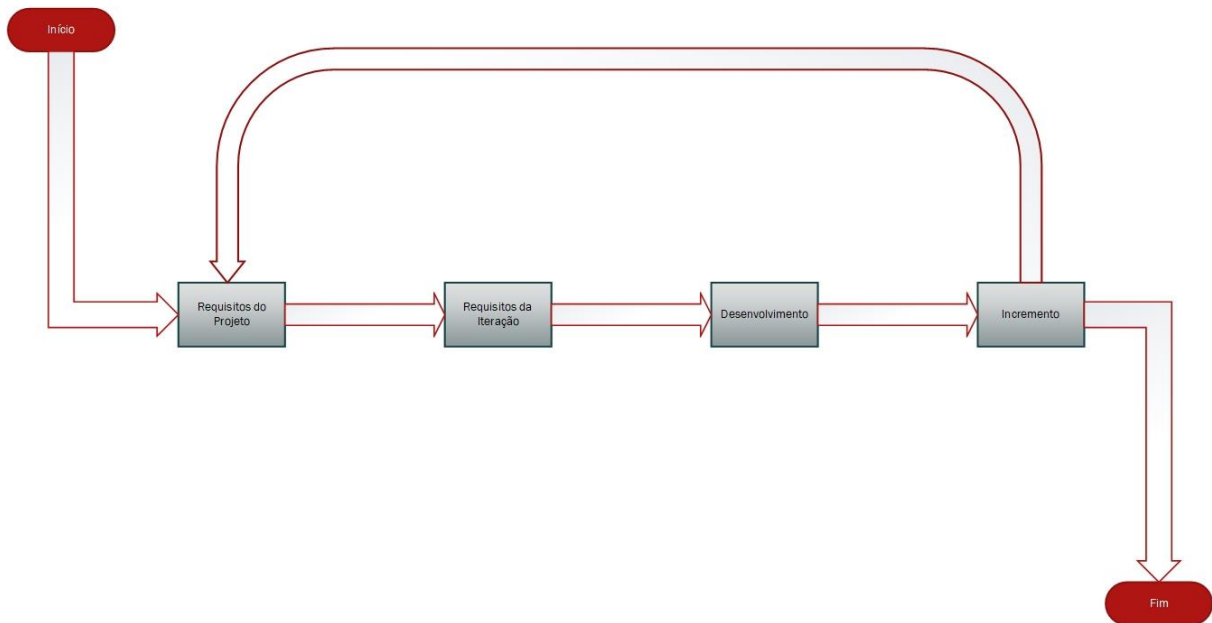 Início
Requisitos do
Projeto
Requisitos da
Iteração
Desenvolvimento
Incremento
Fim